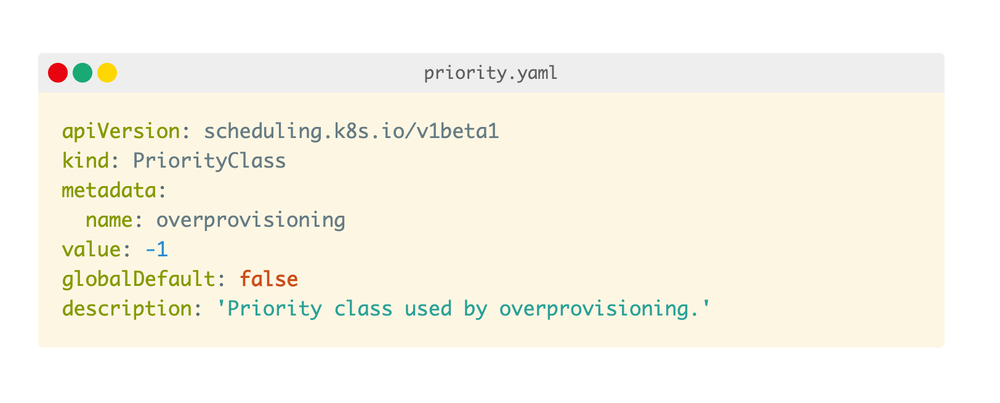 priority.yaml
apiVersion: scheduling.k8s.io/v1beta1
kind: PriorityClass
metadata:
  name: overprovisioning
value: -1
globalDefault: false
description: 'Priority class used by overprovisioning.'